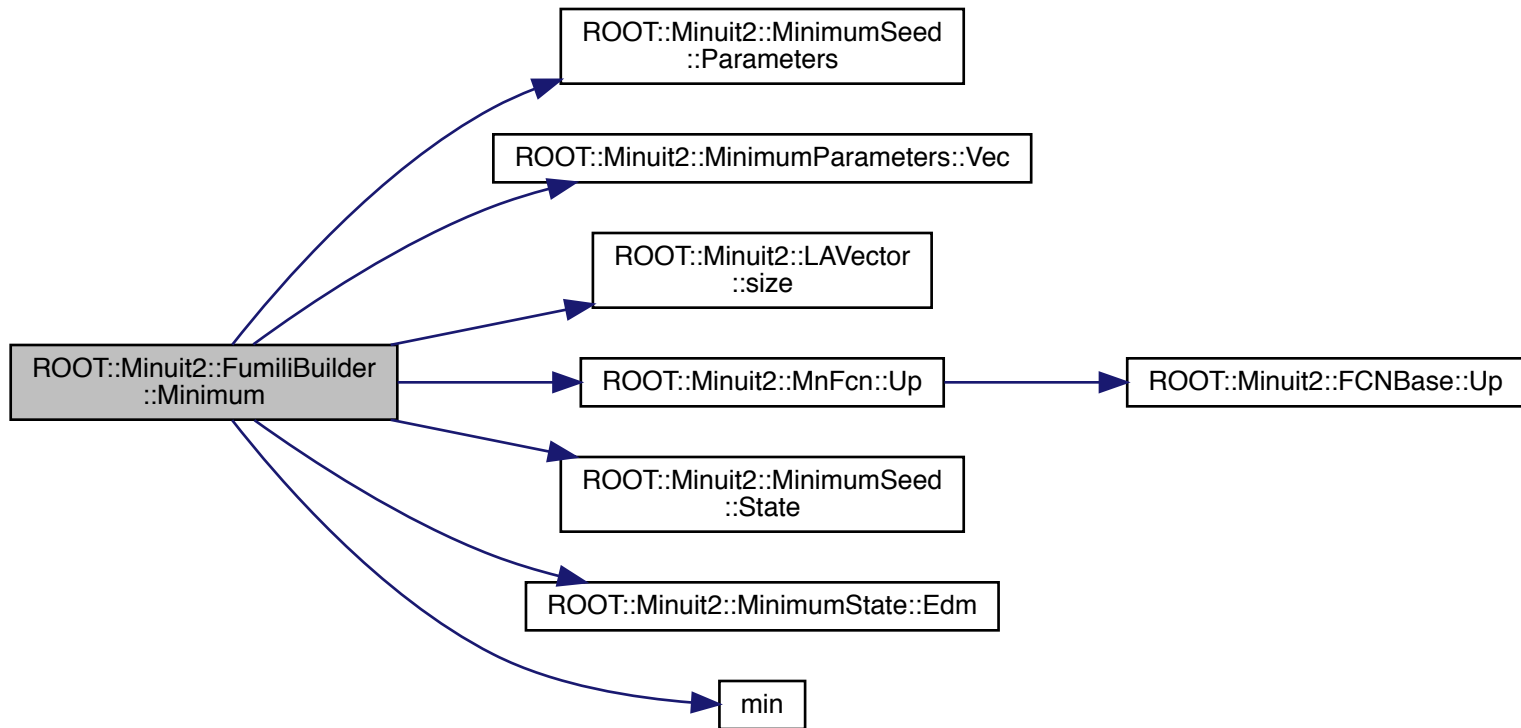 ROOT::Minuit2::MinimumSeed
::Parameters
ROOT::Minuit2::MinimumParameters::Vec
ROOT::Minuit2::LAVector
::size
ROOT::Minuit2::FumiliBuilder
::Minimum
ROOT::Minuit2::MnFcn::Up
ROOT::Minuit2::FCNBase::Up
ROOT::Minuit2::MinimumSeed
::State
ROOT::Minuit2::MinimumState::Edm
min